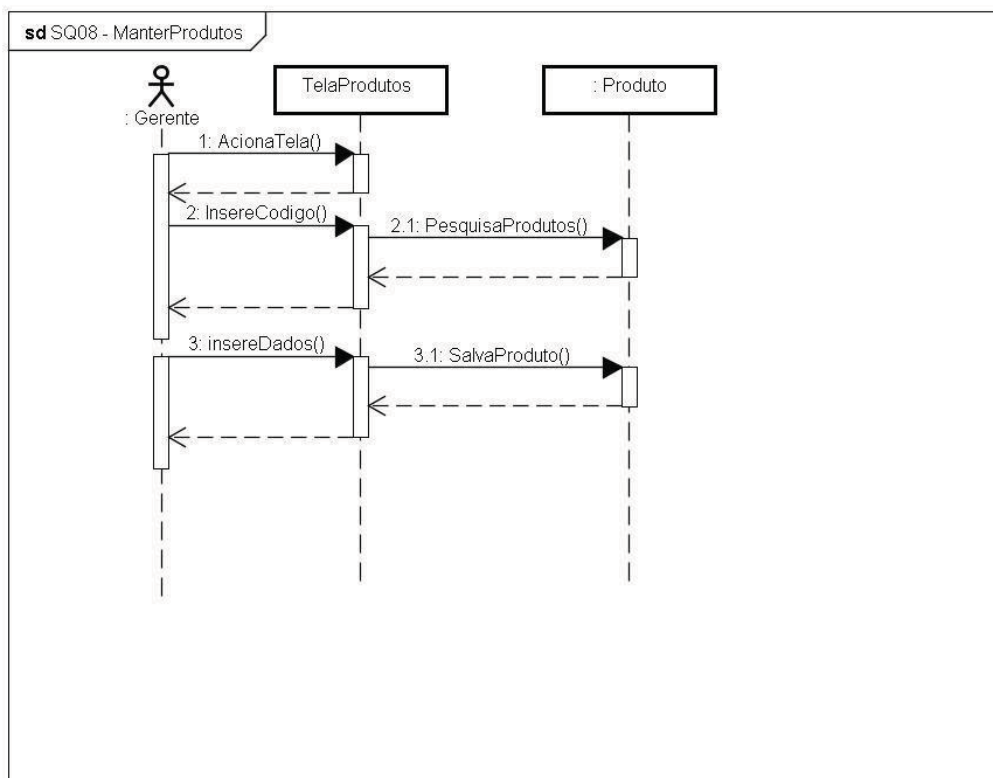 sd SQ08 - ManterProdutos
: Gerente
TelaProdutos
: Produto
1: AcionaTela()
2: InsereCodigo()
2.1: PesquisaProdutos()
3: insereDados()
3.1: SalvaProduto()